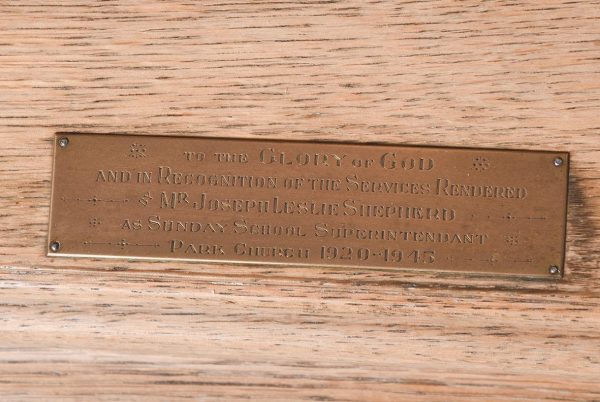 TO THE GLORY OF GOD
AND IN RECOGNITION OF THE SERVICES RENDERED
MR. JOSEPH LESLIE SHEPHERD
AS SUNDAY SCHOOL SUPERINTENDANT
PARK CHURCH 1920-1945